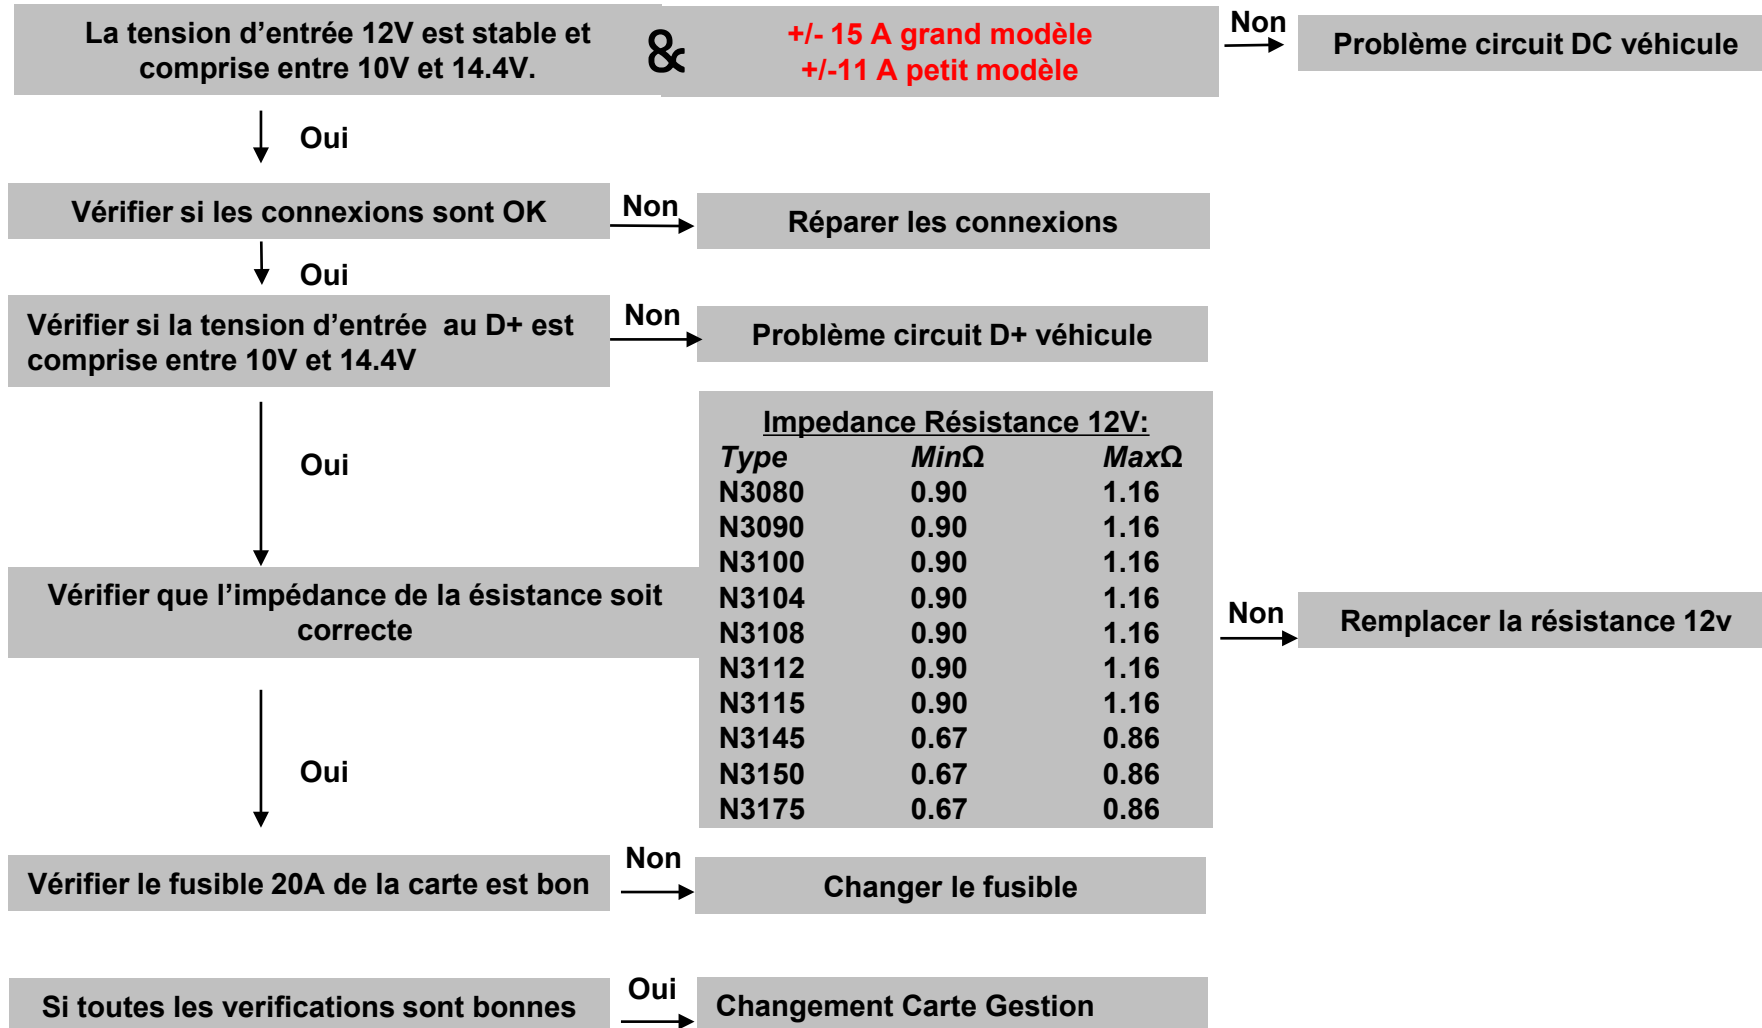 La tension d’entrée 12V est stable et
comprise entre 10V et 14.4V.
&
+/- 15 A grand modèle
+/-11 A petit modèle
Non
Problème circuit DC véhicule
Oui
Vérifier si les connexions sont OK
Non
Réparer les connexions
Oui
Vérifier si la tension d’entrée  au D+ est
comprise entre 10V et 14.4V
Non
Problème circuit D+ véhicule
Oui
Impedance Résistance 12V:
Type MinΩ MaxΩ
N3080 0.90 1.16
N3090 0.90 1.16
N3100 0.90 1.16
N3104 0.90 1.16
N3108 0.90 1.16
N3112 0.90 1.16
N3115 0.90 1.16
N3145 0.67 0.86
N3150 0.67 0.86
N3175 0.67 0.86
Vérifier que l’impédance de la ésistance soit
correcte
Non
Remplacer la résistance 12v
Oui
Vérifier le fusible 20A de la carte est bon
Non
Changer le fusible
Si toutes les verifications sont bonnes
Oui
Changement Carte Gestion